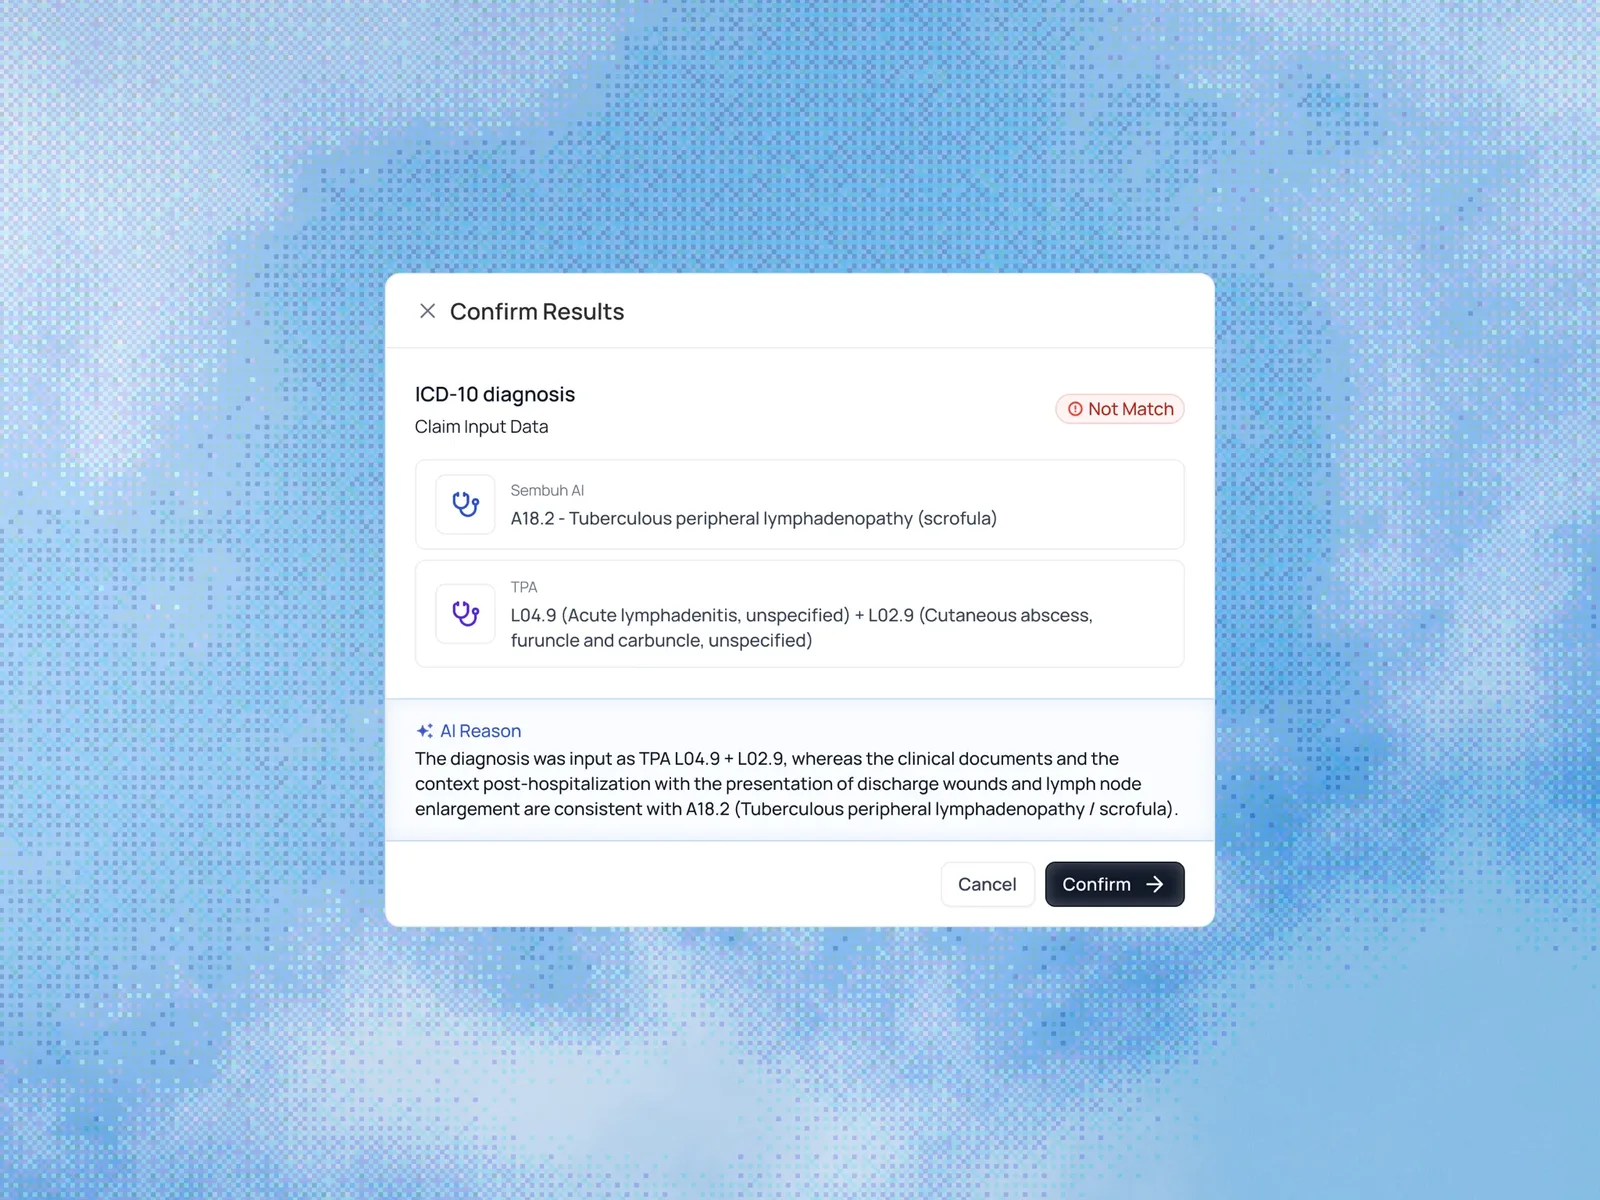 Confirm Results
ICD-10 diagnosis
Claim Input Data
Not Match
Sembuh AI
A18.2 - Tuberculous peripheral lymphadenopathy (scrofula)
TPA
L04.9 (Acute lymphadenitis, unspecified) + L02.9 (Cutaneous abscess,
furuncle and carbuncle, unspecified)
AI Reason
The diagnosis was input as TPA L04.9 + L02.9, whereas the clinical documents and the
context post-hospitalization with the presentation of discharge wounds and lymph node
enlargement are consistent with A18.2 (Tuberculous peripheral lymphadenopathy / scrofula).
Cancel
Confirm